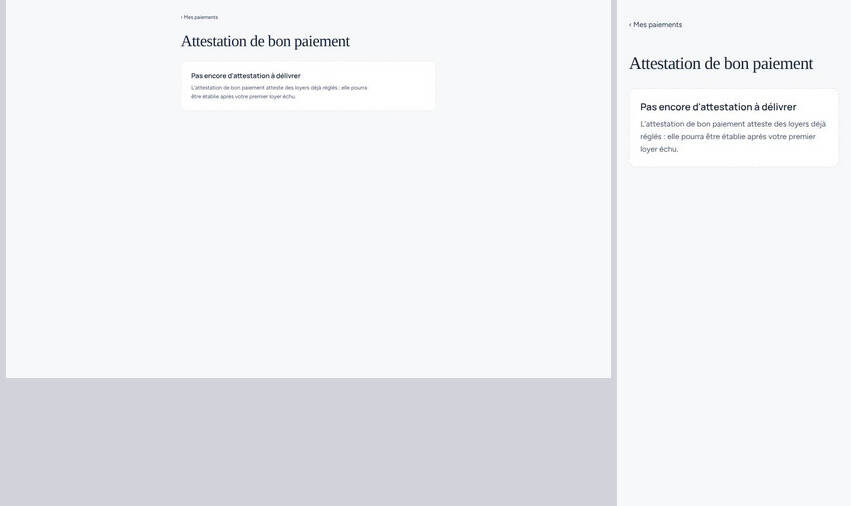 ‹ Mes paiements
Attestation de bon paiement
Pas encore d'attestation à délivrer
L'attestation de bon paiement atteste des loyers déjà réglés : elle pourra
être établie après votre premier loyer échu.
‹ Mes paiements
Attestation de bon paiement
Pas encore d'attestation à délivrer
L'attestation de bon paiement atteste des loyers déjà
réglés : elle pourra être établie après votre premier
loyer échu.